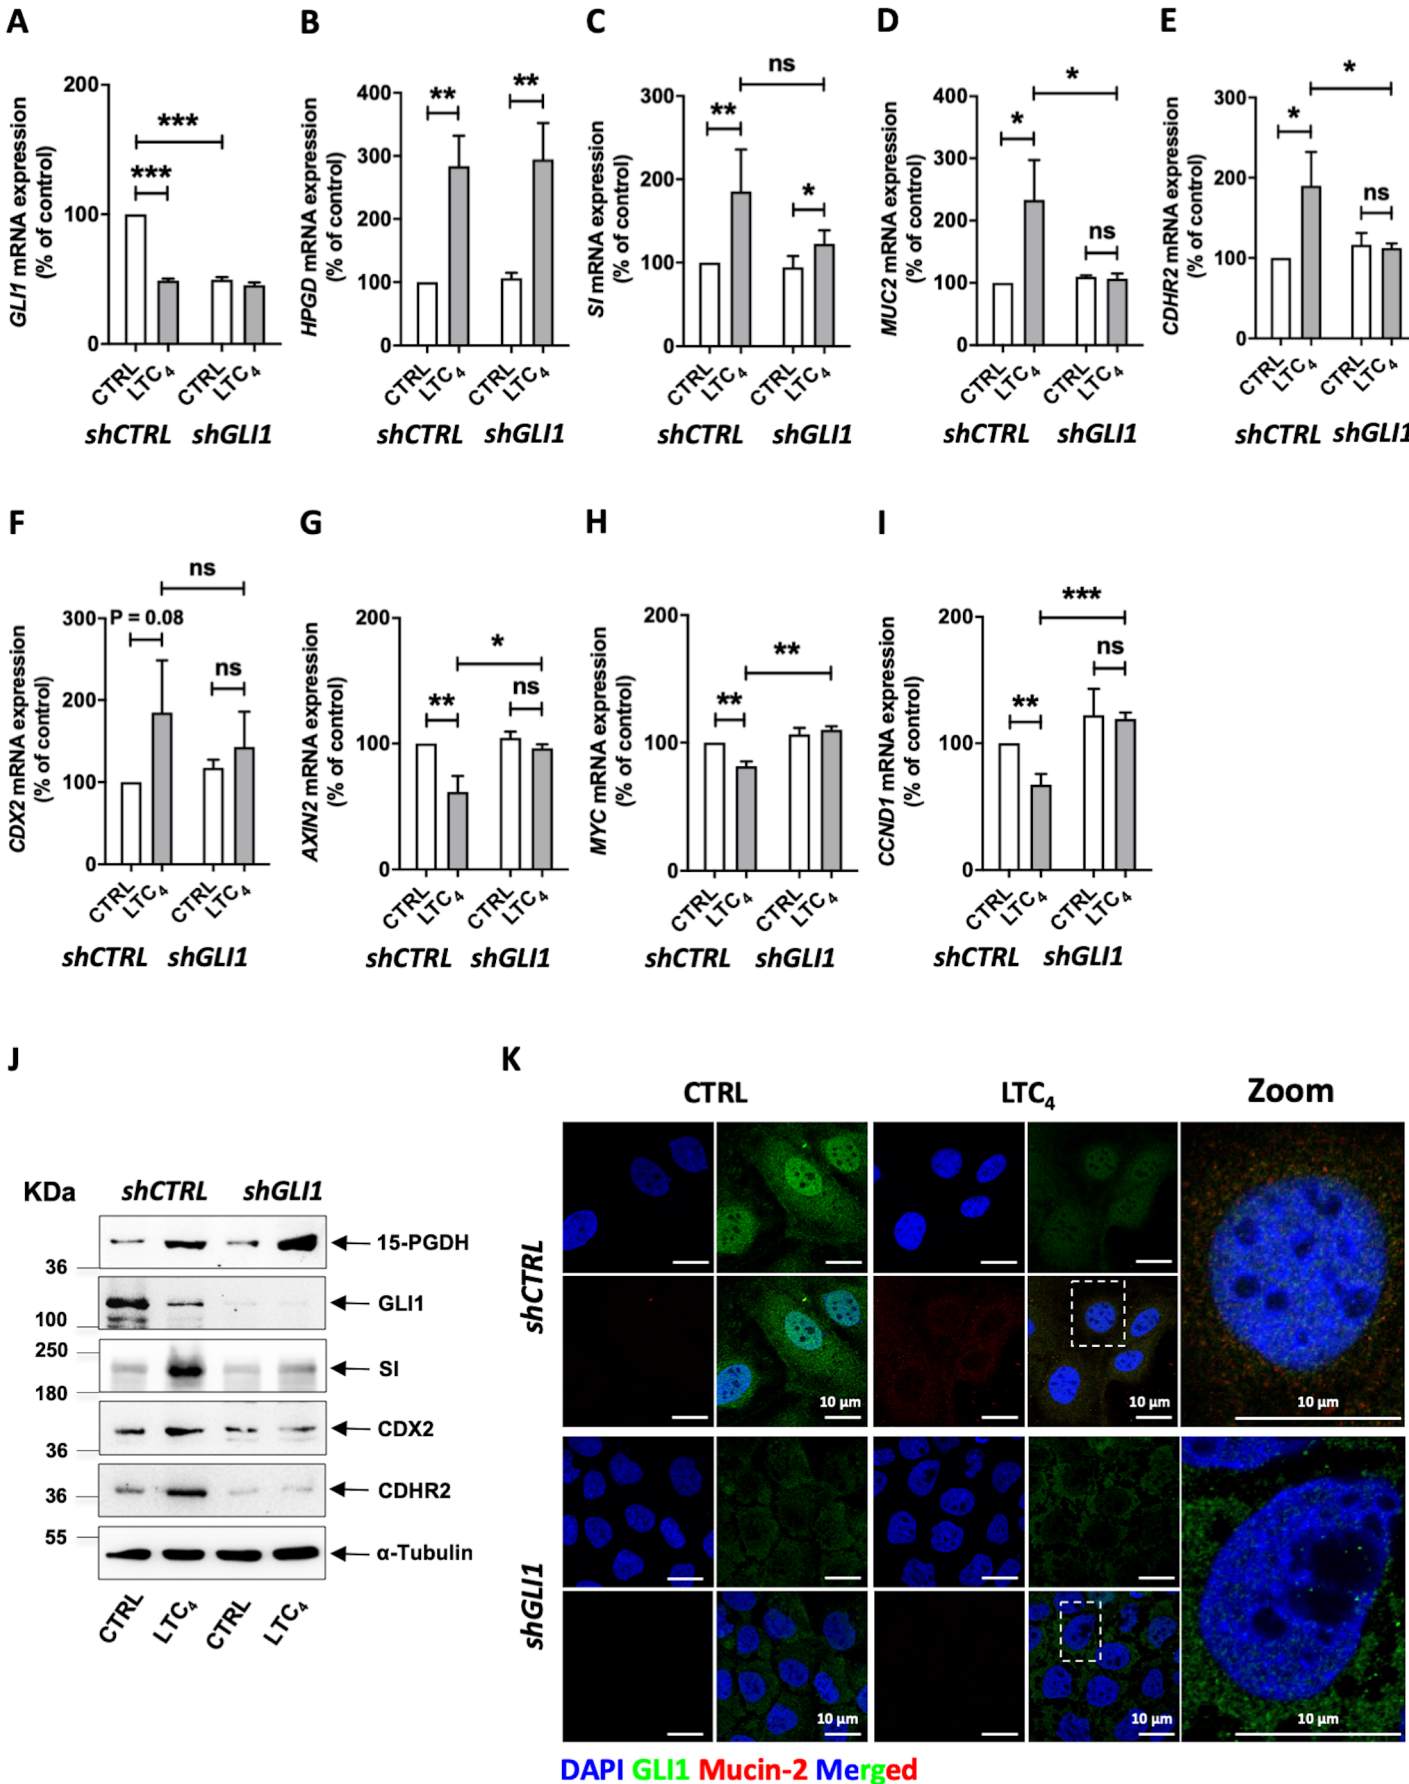 A
GLI1 mRNA expression
(% of control)
200
100
0
***
***
CTRL
LTC4
CTRL
LTC4
shCTRL shGLI1
B
HPGD mRNA expression
(% of control)
400
300
200
100
0
**
**
CTRL
LTC4
CTRL
LTC4
shCTRL shGLI1
C
SI mRNA expression
(% of control)
300
200
100
0
ns
**
*
CTRL
LTC4
CTRL
LTC4
shCTRL shGLI1
D
MUC2 mRNA expression
(% of control)
400
300
200
100
0
*
*
ns
CTRL
LTC4
CTRL
LTC4
shCTRL shGLI1
E
CDHR2 mRNA expression
(% of control)
300
200
100
0
*
*
ns
CTRL
LTC4
CTRL
LTC4
shCTRL shGLI1
F
CDX2 mRNA expression
(% of control)
300
200
100
0
ns
P = 0.08
ns
CTRL
LTC4
CTRL
LTC4
shCTRL shGLI1
G
AXIN2 mRNA expression
(% of control)
200
100
0
*
**
ns
CTRL
LTC4
CTRL
LTC4
shCTRL shGLI1
H
MYC mRNA expression
(% of control)
200
100
0
**
**
CTRL
LTC4
CTRL
LTC4
shCTRL shGLI1
I
CCND1 mRNA expression
(% of control)
200
100
0
***
**
ns
CTRL
LTC4
CTRL
LTC4
shCTRL shGLI1
J
KDa shCTRL shGLI1
15-PGDH
36
GLI1
100
250
SI
180
CDX2
36
CDHR2
36
55
α-Tubulin
CTRL
LTC4
CTRL
LTC4
K
CTRL LTC4 Zoom
shCTRL
10 µm
10 µm
10 µm
shGLI1
10 µm
10 µm
10 µm
DAPI GLI1 Mucin-2 Merged